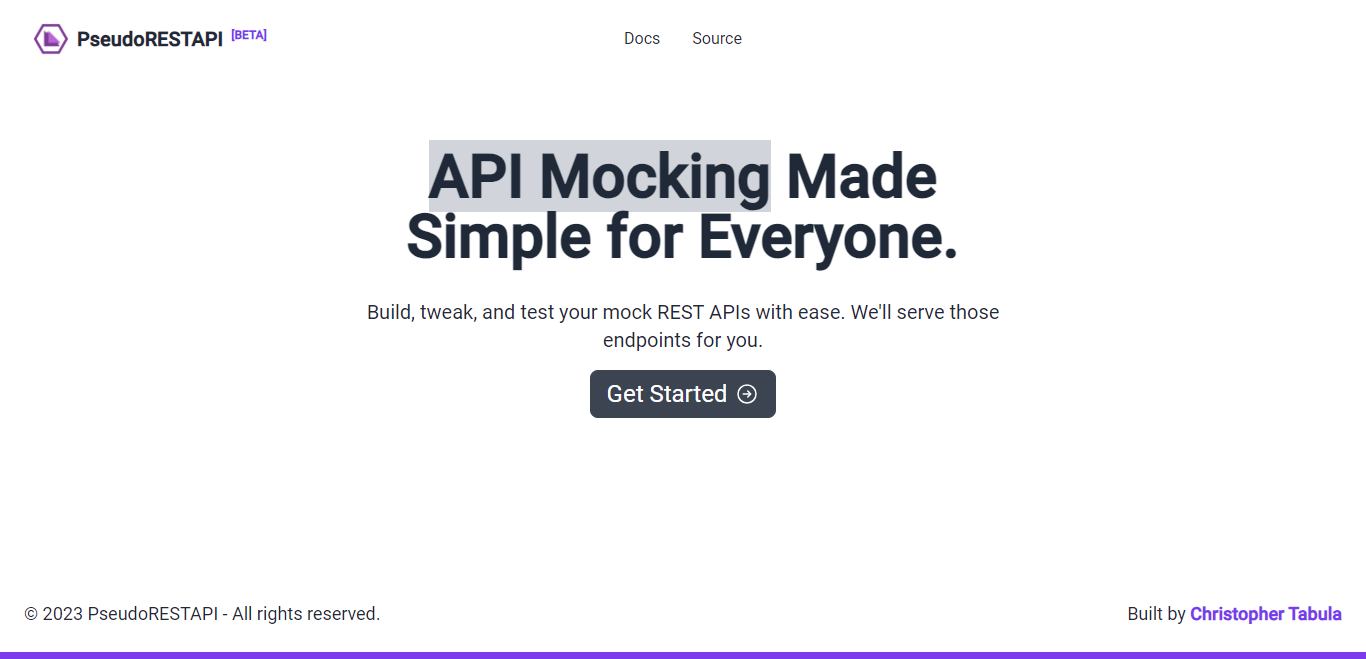 PseudoRESTAPI [BETA]
Docs
Source
API Mocking Made
Simple for Everyone.
Build, tweak, and test your mock REST APIs with ease. We'll serve those
endpoints for you.
Get Started
© 2023 PseudoRESTAPI - All rights reserved.
Built by Christopher Tabula